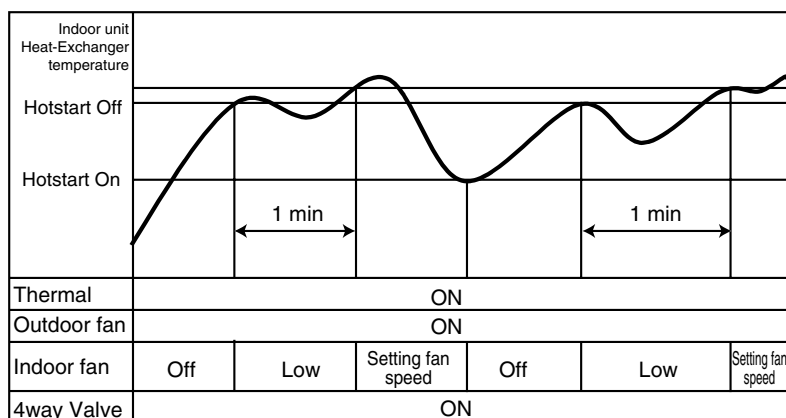 Indoor unit
Heat-Exchanger
temperature
Hotstart Off
Hotstart On
1 min
1 min
Thermal ON
Outdoor fan ON
Indoor fan Off Low Setting fan speed Off Low Setting fan speed
4way Valve ON